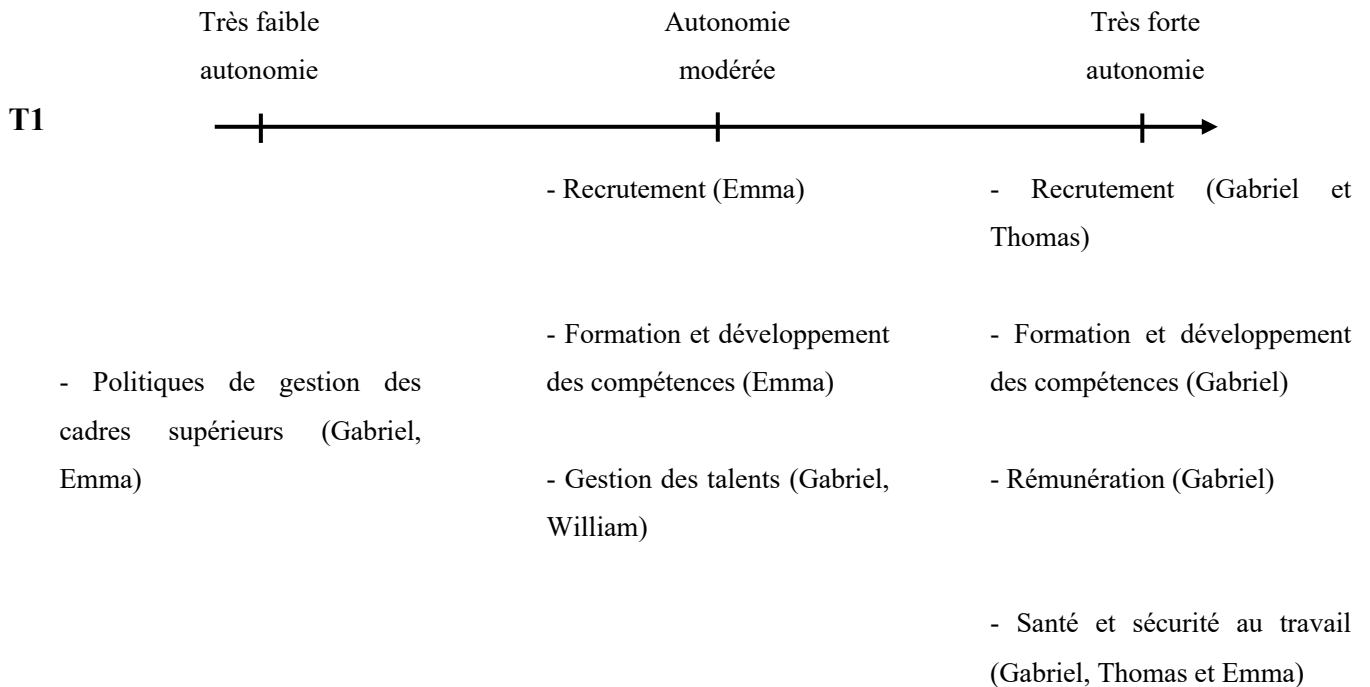 Très faible
autonomie
Autonomie
modérée
Très forte
autonomie
T1
- Politiques de gestion des
cadres supérieurs (Gabriel,
Emma)
- Recrutement (Emma)
- Formation et développement
des compétences (Emma)
- Gestion des talents (Gabriel,
William)
- Recrutement (Gabriel et
Thomas)
- Formation et développement
des compétences (Gabriel)
- Rémunération (Gabriel)
- Santé et sécurité au travail
(Gabriel, Thomas et Emma)